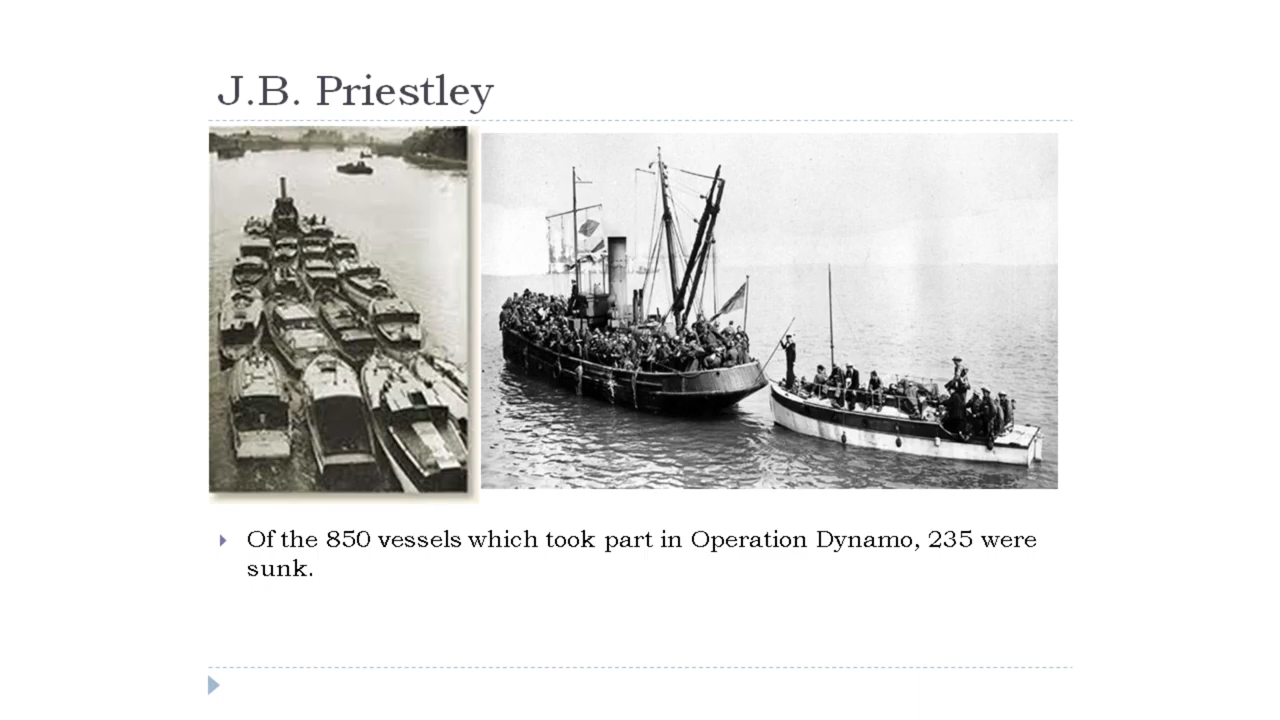 J.B. Priestley
Of the 850 vessels which took part in Operation Dynamo, 235 were
sunk.